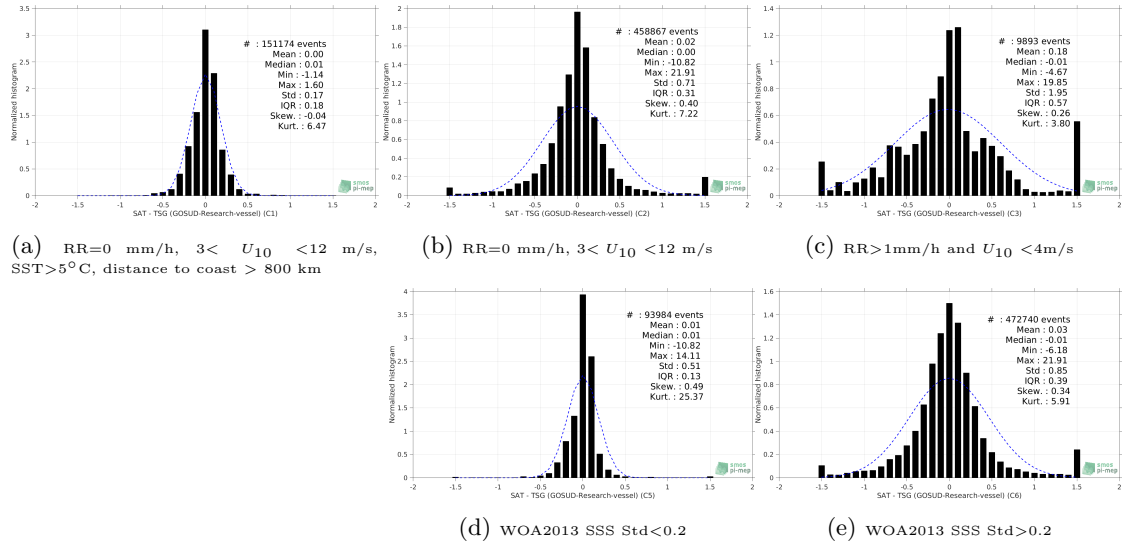 3.5
3
2.5
2
1.5
1
0.5
0
Normalized histogram
# : 151174 events
Mean : 0.00
Median : 0.01
Min : -1.14
Max : 1.60
Std : 0.17
IQR : 0.18
Skew. : -0.04
Kurt. : 6.47
smos
pi-mep
-2 -1.5 -1 -0.5 0 0.5 1 1.5 2
SAT - TSG (GOSUD-Research-vessel) (C1)
(a) RR=0 mm/h, 3< U10 <12 m/s,
SST>5°C, distance to coast > 800 km
2
1.8
1.6
1.4
1.2
1
0.8
0.6
0.4
0.2
0
Normalized histogram
# : 458867 events
Mean : 0.02
Median : 0.00
Min : -10.82
Max : 21.91
Std : 0.71
IQR : 0.31
Skew. : 0.40
Kurt. : 7.22
smos
pi-mep
-2 -1.5 -1 -0.5 0 0.5 1 1.5 2
SAT - TSG (GOSUD-Research-vessel) (C2)
(b) RR=0 mm/h, 3< U10 <12 m/s
1.4
1.2
1
0.8
0.6
0.4
0.2
0
Normalized histogram
# : 9893 events
Mean : 0.18
Median : -0.01
Min : -4.67
Max : 19.85
Std : 1.95
IQR : 0.57
Skew. : 0.26
Kurt. : 3.80
smos
pi-mep
-2 -1.5 -1 -0.5 0 0.5 1 1.5 2
SAT - TSG (GOSUD-Research-vessel) (C3)
(c) RR>1mm/h and U10 <4m/s
4
3.5
3
2.5
2
1.5
1
0.5
0
Normalized histogram
# : 93984 events
Mean : 0.01
Median : 0.01
Min : -10.82
Max : 14.11
Std : 0.51
IQR : 0.13
Skew. : 0.49
Kurt. : 25.37
smos
pi-mep
-2 -1.5 -1 -0.5 0 0.5 1 1.5 2
SAT - TSG (GOSUD-Research-vessel) (C5)
(d) WOA2013 SSS Std<0.2
1.6
1.4
1.2
1
0.8
0.6
0.4
0.2
0
Normalized histogram
# : 472740 events
Mean : 0.03
Median : -0.01
Min : -6.18
Max : 21.91
Std : 0.85
IQR : 0.39
Skew. : 0.34
Kurt. : 5.91
smos
pi-mep
-2 -1.5 -1 -0.5 0 0.5 1 1.5 2
SAT - TSG (GOSUD-Research-vessel) (C6)
(e) WOA2013 SSS Std>0.2